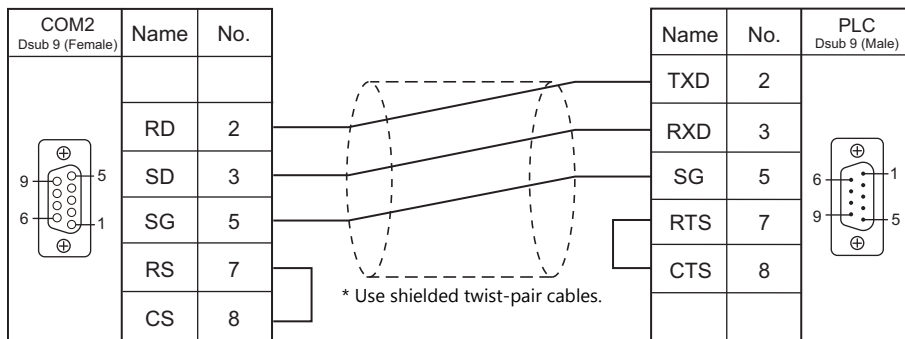 COM2
Dsub 9 (Female)
Name No.
RD 2
SD 3
SG 5
RS 7
CS 8
9
5
6
1
* Use shielded twist-pair cables.
Name No.
PLC
Dsub 9 (Male)
TXD 2
RXD 3
SG 5
RTS 7
CTS 8
6
1
9
5